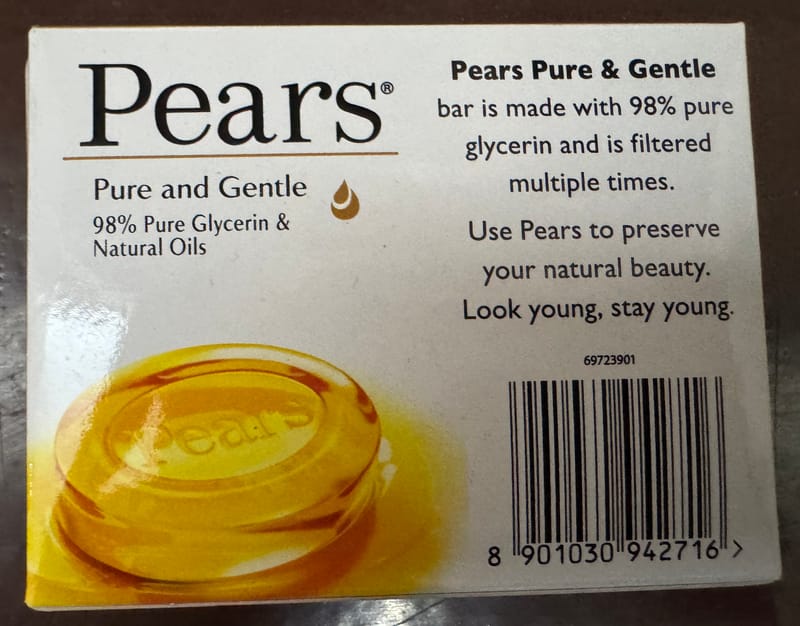 Pears®
Pure and Gentle
98% Pure Glycerin &
Natural Oils
Pears
Pears Pure & Gentle
bar is made with 98% pure
glycerin and is filtered
multiple times.
Use Pears to preserve
your natural beauty.
Look young, stay young.
69723901
8 901030 942716 >